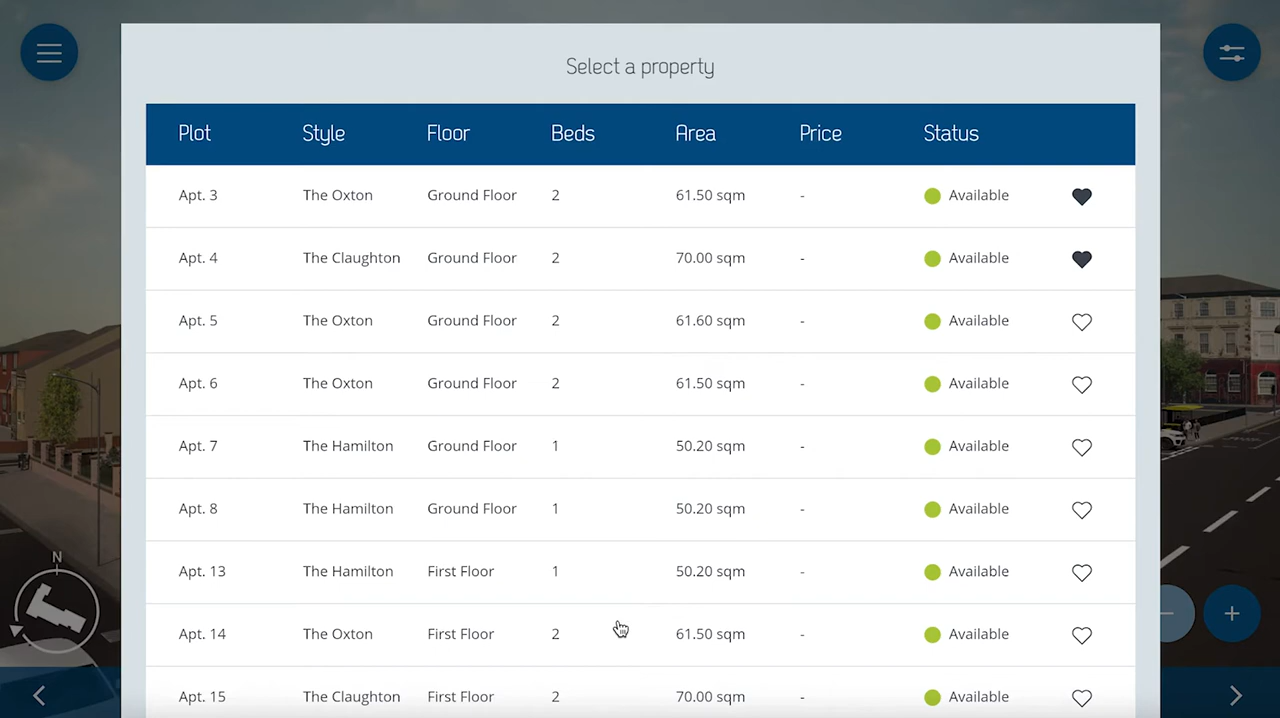 Select a property
Plot Style Floor Beds Area Price Status
Apt. 3 The Oxton Ground Floor 2 61.50 sqm - Available
Apt. 4 The Claughton Ground Floor 2 70.00 sqm - Available
Apt. 5 The Oxton Ground Floor 2 61.60 sqm - Available
Apt. 6 The Oxton Ground Floor 2 61.50 sqm - Available
Apt. 7 The Hamilton Ground Floor 1 50.20 sqm - Available
Apt. 8 The Hamilton Ground Floor 1 50.20 sqm - Available
Apt. 13 The Hamilton First Floor 1 50.20 sqm - Available
Apt. 14 The Oxton First Floor 2 61.50 sqm - Available
Apt. 15 The Claughton First Floor 2 70.00 sqm - Available
N